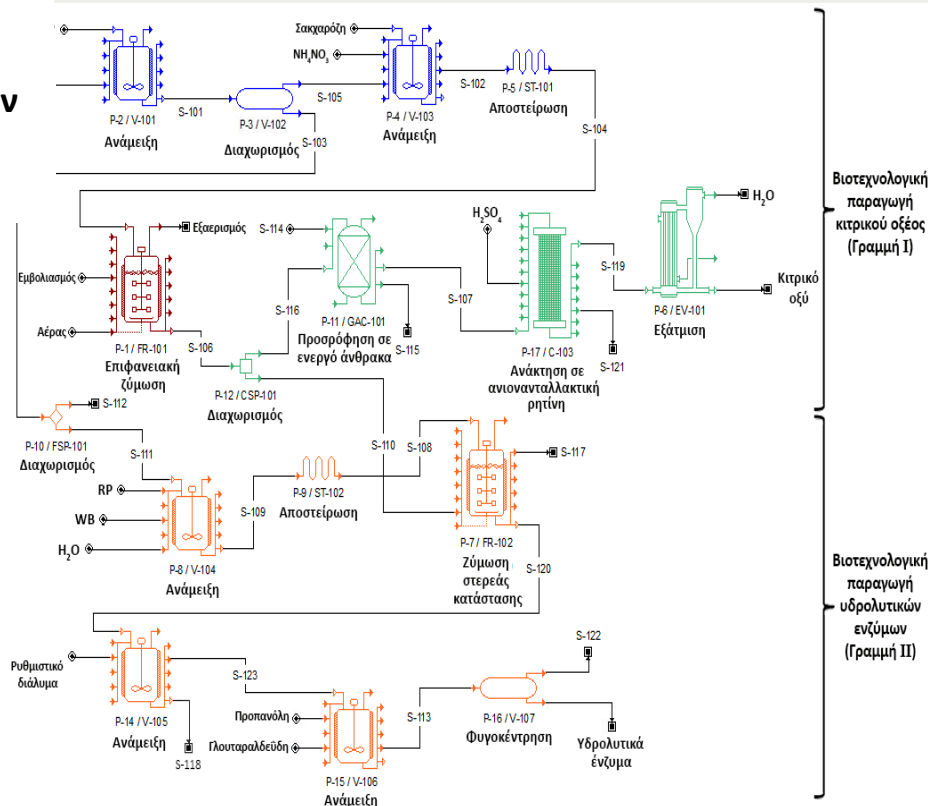 ν
Σακχαρόζη
NH₄NO₃
S-101
S-105
S-102
P-5 / ST-101
Αποστείρωση
P-2 / V-101
Ανάμειξη
P-3 / V-102
Διαχωρισμός
S-103
P-4 / V-103
Ανάμειξη
S-104
Βιοτεχνολογική
παραγωγή
κιτρικού οξέος
(Γραμμή Ι)
Εξαερισμός
Εμβολιασμός
Αέρας
P-1 / FR-101
Επιφανειακή
ζύμωση
S-106
S-114
S-116
P-11 / GAC-101
Προσρόφηση σε
ενεργό άνθρακα
S-115
S-107
H₂SO₄
P-17 / C-103
Ανάκτηση σε
ανιονανταλλακτική
ρητίνη
S-119
S-121
H₂O
Κιτρικό
οξύ
P-6 / EV-101
Εξάτμιση
P-12 / CSP-101
Διαχωρισμός
S-112
P-10 / FSP-101
Διαχωρισμός
S-111
S-110
S-108
RP
WB
H₂O
P-8 / V-104
Ανάμειξη
S-109
P-9 / ST-102
Αποστείρωση
S-117
P-7 / FR-102
Ζύμωση
στερεάς
κατάστασης
S-120
Βιοτεχνολογική
παραγωγή
υδρολυτικών
ενζύμων
(Γραμμή ΙΙ)
Ρυθμιστικό
διάλυμα
P-14 / V-105
Ανάμειξη
S-118
S-123
Προπανόλη
Γλουταραλδεΰδη
P-15 / V-106
Ανάμειξη
S-113
P-16 / V-107
Φυγοκέντρηση
S-122
Υδρολυτικά
ένζυμα